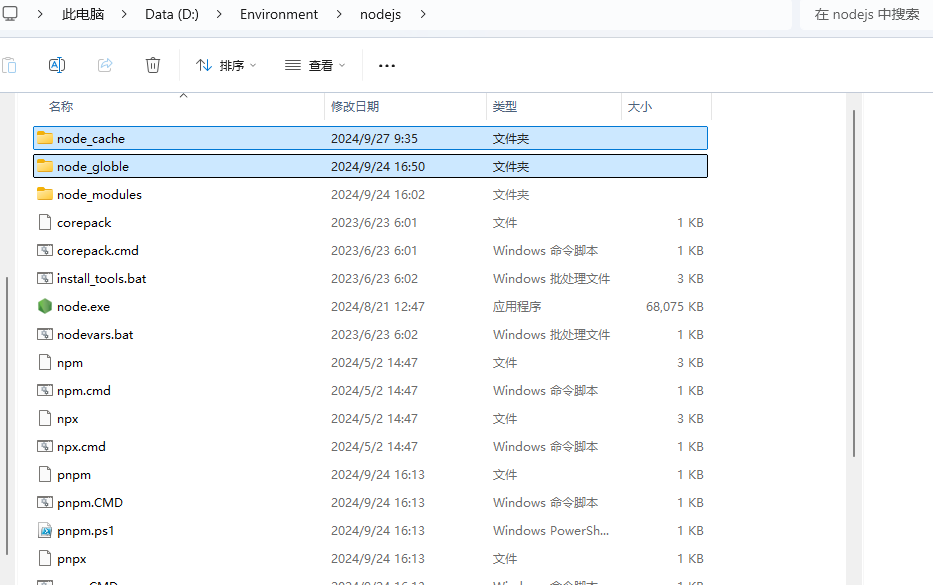 此电脑 Data (D:) Environment nodejs 在 nodejs 中搜索
排序 查看 ...
名称 修改日期 类型 大小
node_cache 2024/9/27 9:35 文件夹
node_globle 2024/9/24 16:50 文件夹
node_modules 2024/9/24 16:02 文件夹
corepack 2023/6/23 6:01 文件 1 KB
corepack.cmd 2023/6/23 6:01 Windows 命令脚本 1 KB
install_tools.bat 2023/6/23 6:02 Windows 批处理文件 3 KB
node.exe 2024/8/21 12:47 应用程序 68,075 KB
nodevars.bat 2023/6/23 6:02 Windows 批处理文件 1 KB
npm 2024/5/2 14:47 文件 3 KB
npm.cmd 2024/5/2 14:47 Windows 命令脚本 1 KB
npx 2024/5/2 14:47 文件 3 KB
npx.cmd 2024/5/2 14:47 Windows 命令脚本 1 KB
pnpm 2024/9/24 16:13 文件 1 KB
pnpm.CMD 2024/9/24 16:13 Windows 命令脚本 1 KB
pnpm.ps1 2024/9/24 16:13 Windows PowerSh... 1 KB
pnpx 2024/9/24 16:13 文件 1 KB